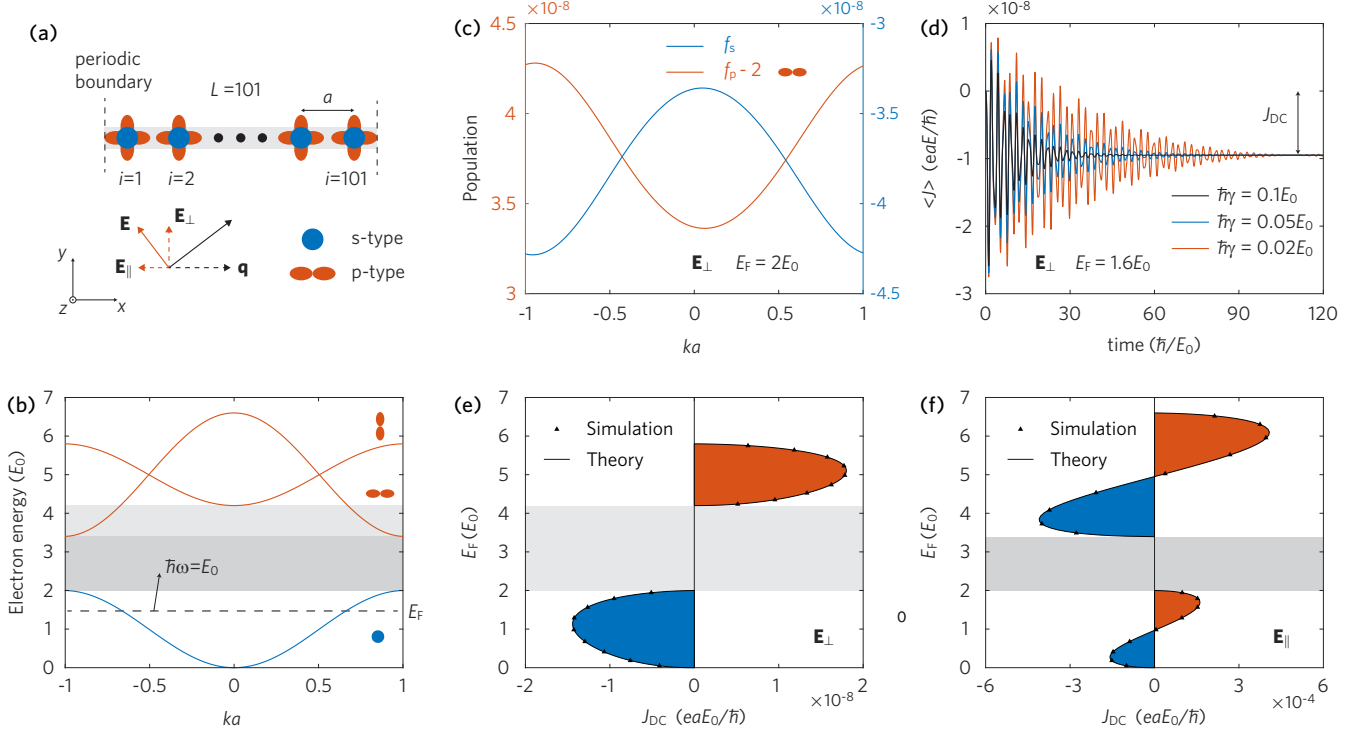 (a)
periodic
boundary
L =101
a
i=1
i=2
i=101
E
E⊥
E∥
q
y
z
x
s-type
p-type
(b)
Electron energy (E0)
7
6
5
4
3
2
1
0
ħω=E0
EF
-1
-0.5
0
0.5
1
ka
(c)
×10-8
×10-8
4.5
4
3.5
3
Population
fs
fp - 2
-3
-3.5
-4
-4.5
E⊥ EF = 2E0
-1
-0.5
0
0.5
1
ka
(d)
×10-8
1
0
-1
-2
-3
<J> (eaE/ħ)
JDC
ħγ = 0.1E0
ħγ = 0.05E0
ħγ = 0.02E0
E⊥ EF = 1.6E0
0
30
60
90
120
time (ħ/E0)
(e)
7
6
5
4
3
2
1
0
EF (E0)
Simulation
Theory
E⊥
-2
-1
0
1
2
×10-8
JDC (eaE0/ħ)
0
(f)
7
6
5
4
3
2
1
0
EF (E0)
Simulation
Theory
E∥
-6
-3
0
3
6
×10-4
JDC (eaE0/ħ)